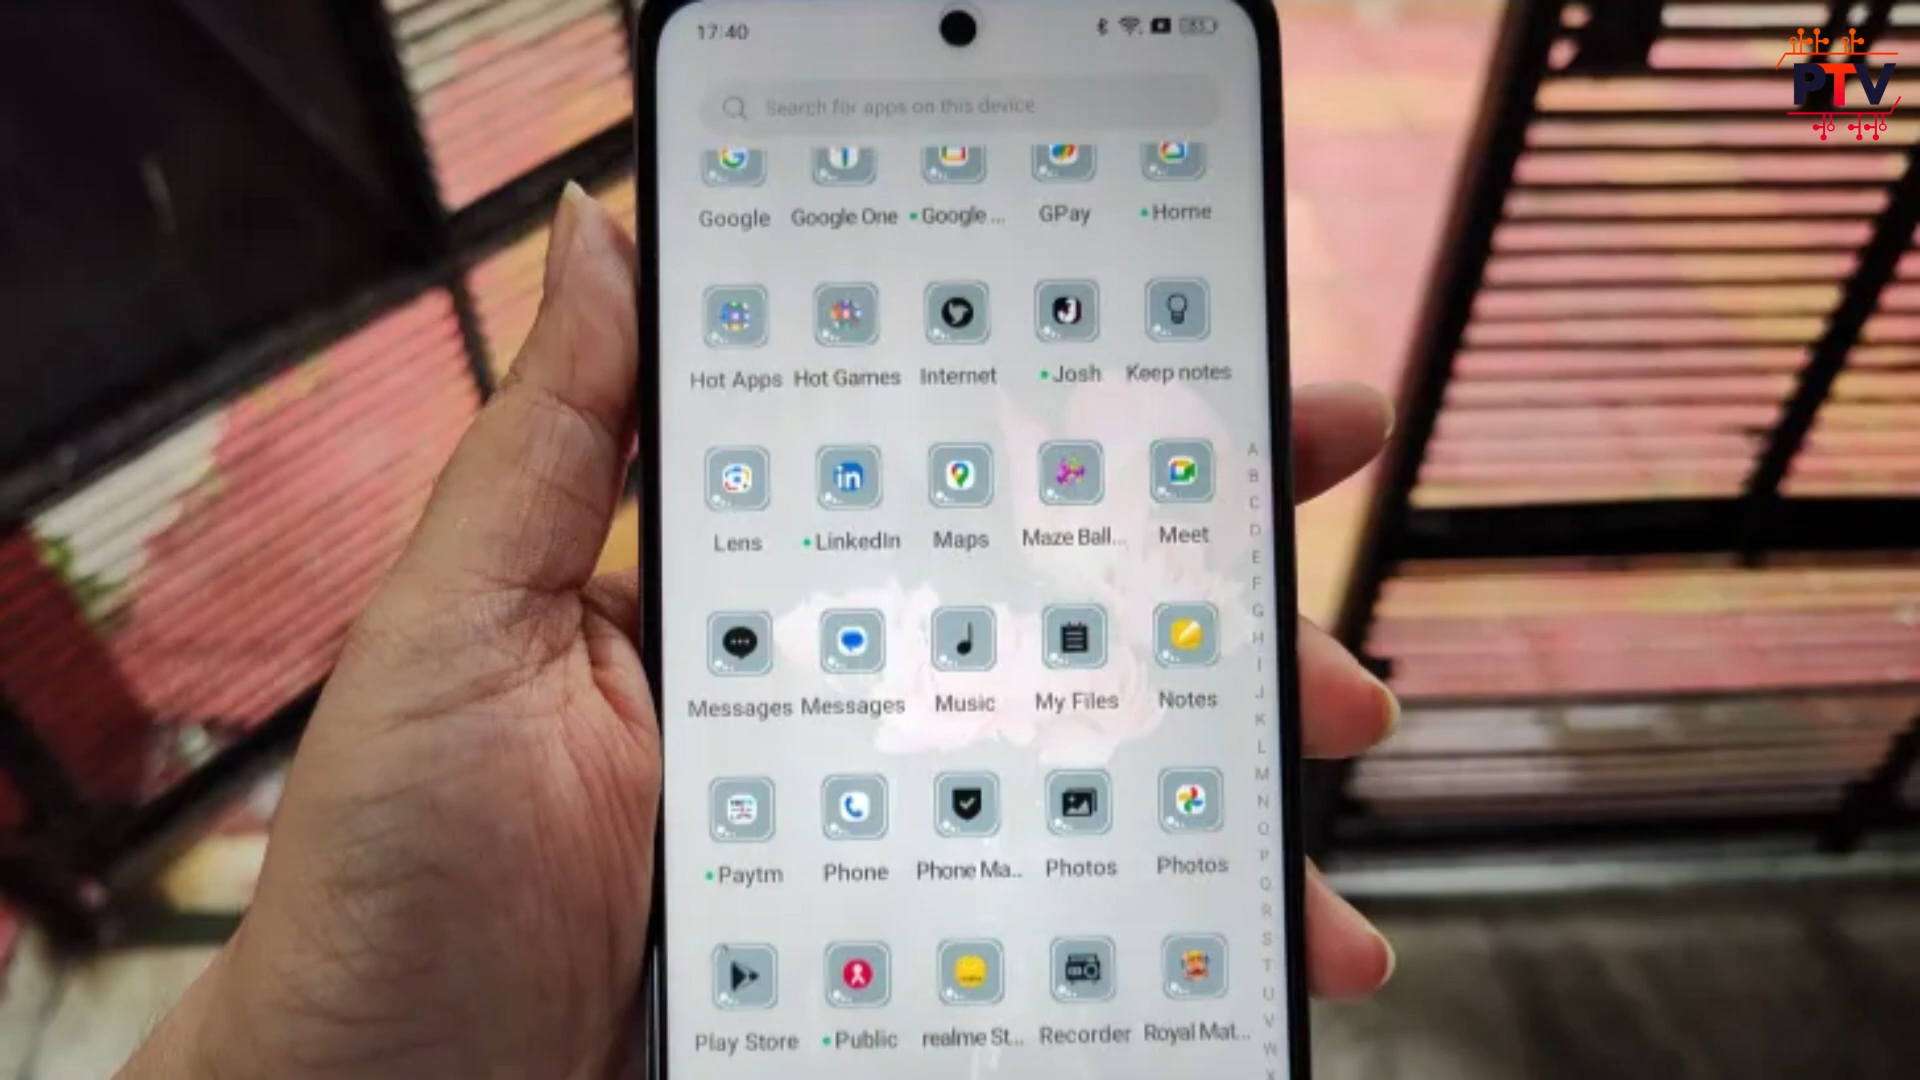 17:40
PTV
Search for apps on this device
Google Google One Google ... GPay Home
Hot Apps Hot Games Internet Josh Keep notes
Lens LinkedIn Maps Maze Ball... Meet
Messages Messages Music My Files Notes
Paytm Phone Phone Ma.. Photos Photos
Play Store Public realme St... Recorder Royal Mat...
A
B
C
D
E
F
G
H
I
J
K
L
M
N
O
P
Q
R
S
T
U
V
W
X